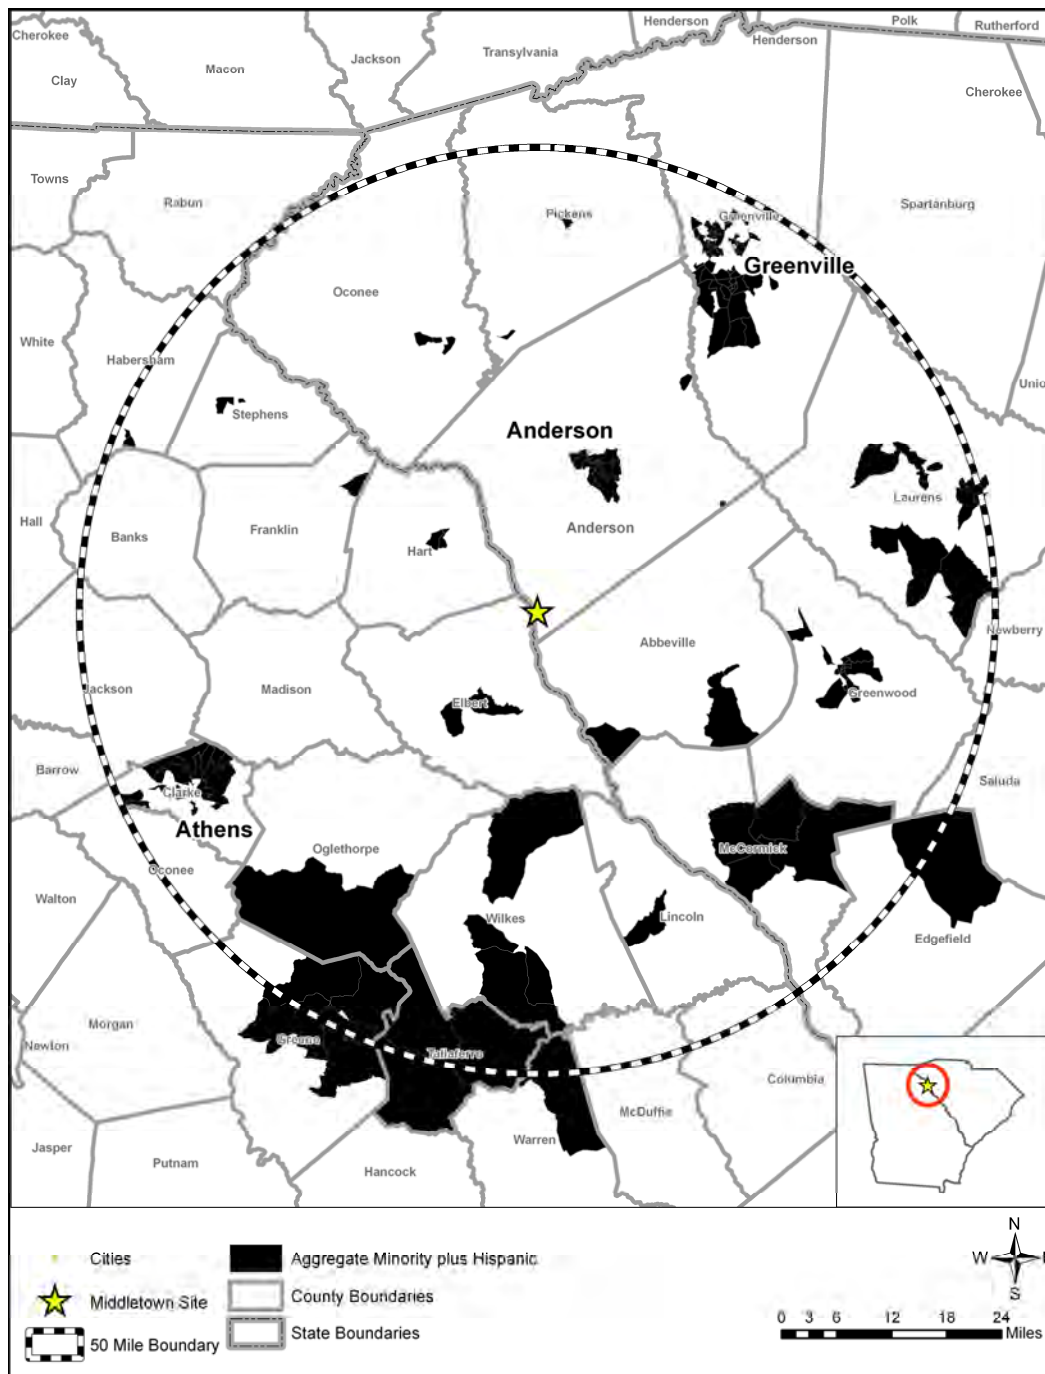 Cherokee
Clay
Macon
Jackson
Transylvania
Henderson
Henderson
Polk
Rutherford
Cherokee
Towns
Rabun
Pickens
Greenville
Spartanburg
Greenville
Oconee
White
Habersham
Stephens
Anderson
Unio
Laurens
Hall
Banks
Franklin
Hart
Anderson
Abbeville
Newberry
Jackson
Madison
Elbert
Greenwood
Barrow
Clarke
Athens
Saluda
Oglethorpe
McCormick
Oconee
Walton
Wilkes
Lincoln
Edgefield
Morgan
Newton
Greene
Taliaferro
Columbia
McDuffie
Warren
Jasper
Putnam
Hancock
Cities
Middletown Site
50 Mile Boundary
Aggregate Minority plus Hispanic
County Boundaries
State Boundaries
N
W
S
0 3 6 12 18 24
Miles